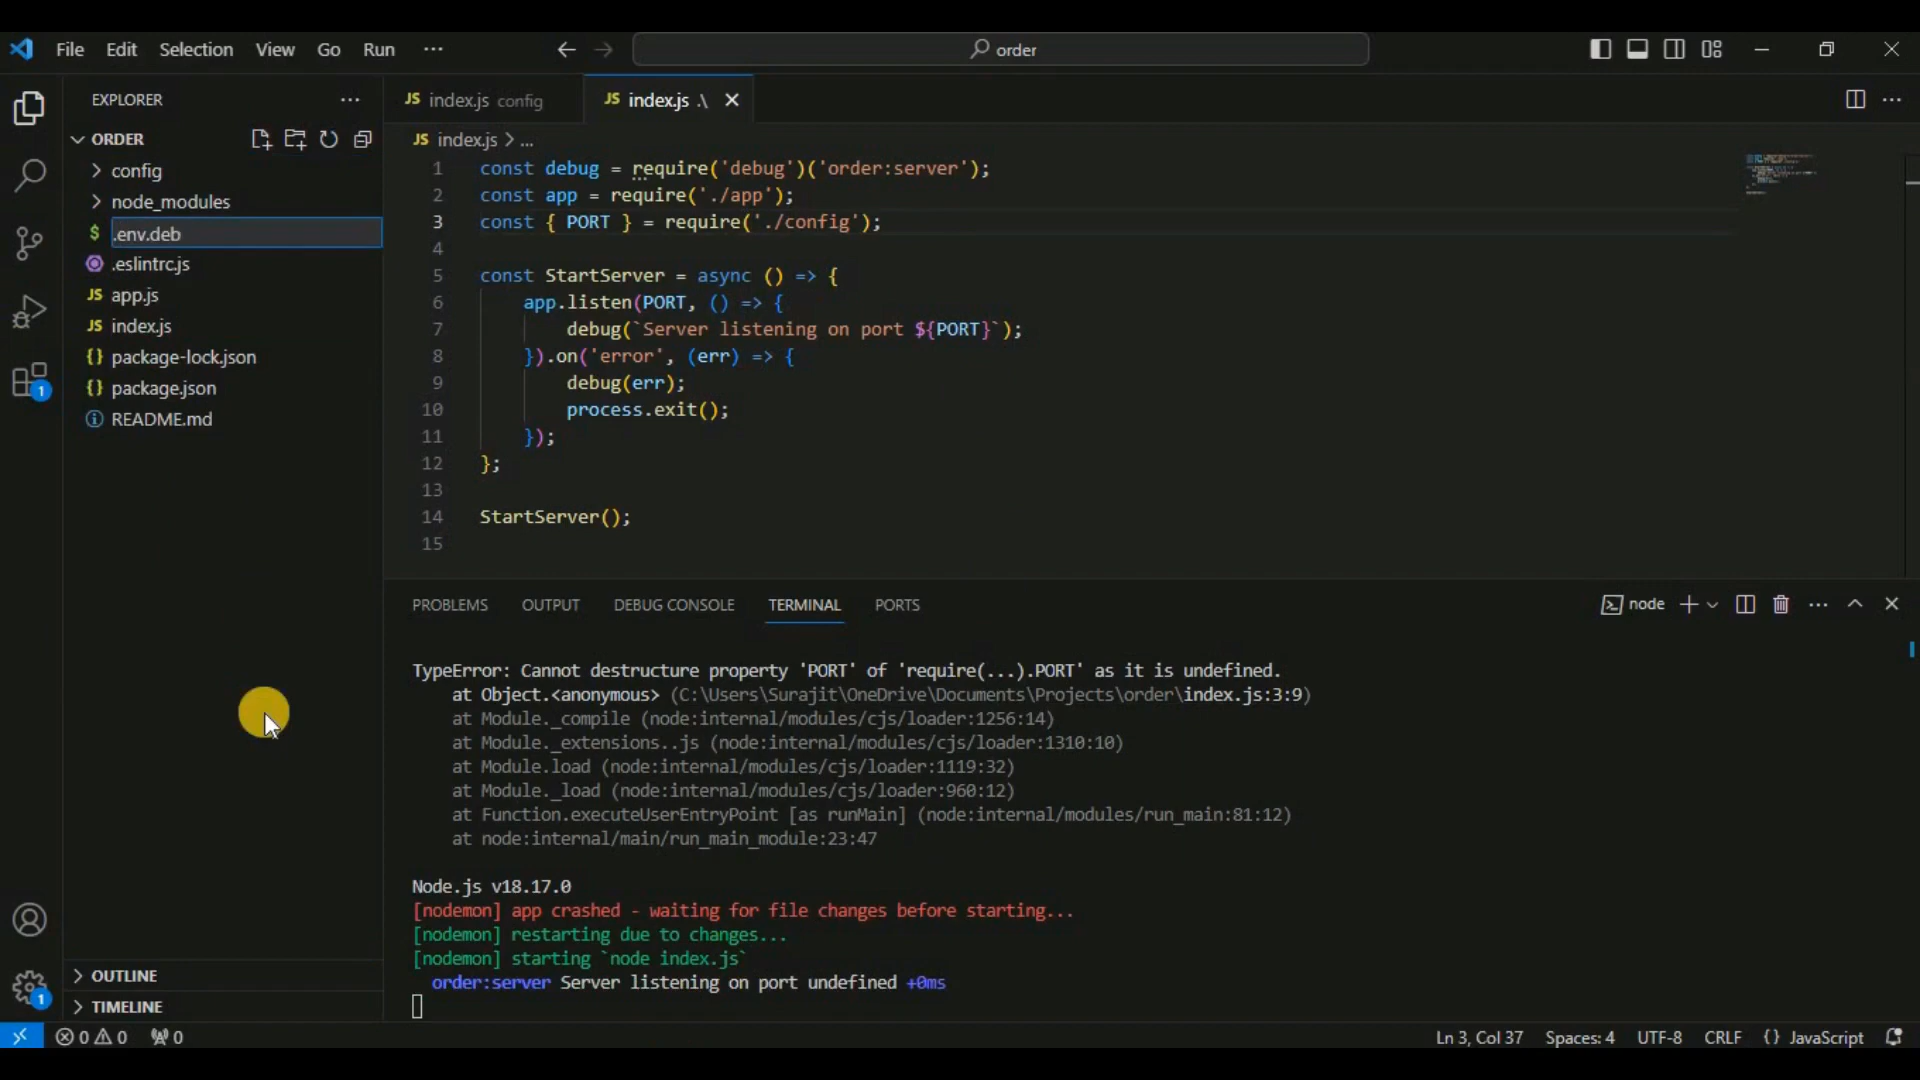 File Edit Selection View Go Run ···
order
EXPLORER
ORDER
config
node_modules
$ .env.deb
.eslintrc.js
JS app.js
JS index.js
{} package-lock.json
{} package.json
README.md
OUTLINE
TIMELINE
1
1
JS index.js config
JS index.js .\
JS index.js > ...
1 const debug = require('debug')('order:server');
2 const app = require('./app');
3 const { PORT } = require('./config');
4
5 const StartServer = async () => {
6 app.listen(PORT, () => {
7 debug(`Server listening on port ${PORT}`);
8 }).on('error', (err) => {
9 debug(err);
10 process.exit();
11 });
12 };
13
14 StartServer();
15
PROBLEMS OUTPUT DEBUG CONSOLE TERMINAL PORTS
node
TypeError: Cannot destructure property 'PORT' of 'require(...).PORT' as it is undefined.
at Object.<anonymous> (C:\Users\Surajit\OneDrive\Documents\Projects\order\index.js:3:9)
at Module._compile (node:internal/modules/cjs/loader:1256:14)
at Module._extensions..js (node:internal/modules/cjs/loader:1310:10)
at Module.load (node:internal/modules/cjs/loader:1119:32)
at Module._load (node:internal/modules/cjs/loader:960:12)
at Function.executeUserEntryPoint [as runMain] (node:internal/modules/run_main:81:12)
at node:internal/main/run_main_module:23:47
Node.js v18.17.0
[nodemon] app crashed - waiting for file changes before starting...
[nodemon] restarting due to changes...
[nodemon] starting `node index.js`
order:server Server listening on port undefined +0ms
0 0 0
Ln 3, Col 37 Spaces: 4 UTF-8 CRLF {} JavaScript